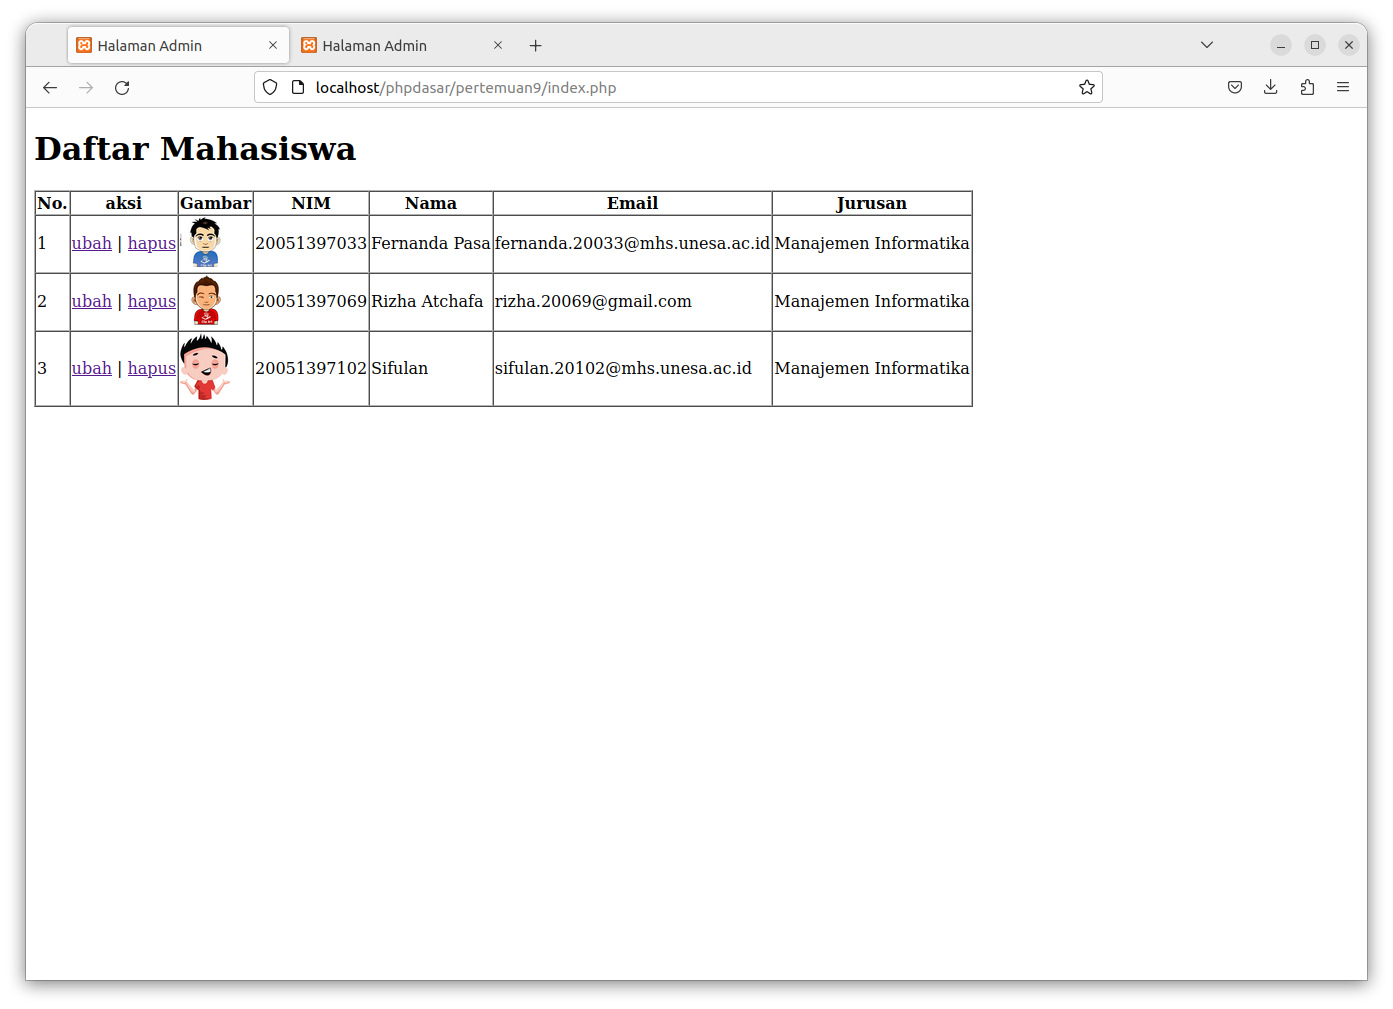 Halaman Admin Halaman Admin
localhost/phpdasar/pertemuan9/index.php
Daftar Mahasiswa
No. aksi Gambar NIM Nama Email Jurusan
1 ubah | hapus 20051397033 Fernanda Pasa fernanda.20033@mhs.unesa.ac.id Manajemen Informatika
2 ubah | hapus 20051397069 Rizha Atchafa rizha.20069@gmail.com Manajemen Informatika
3 ubah | hapus 20051397102 Sifulan sifulan.20102@mhs.unesa.ac.id Manajemen Informatika